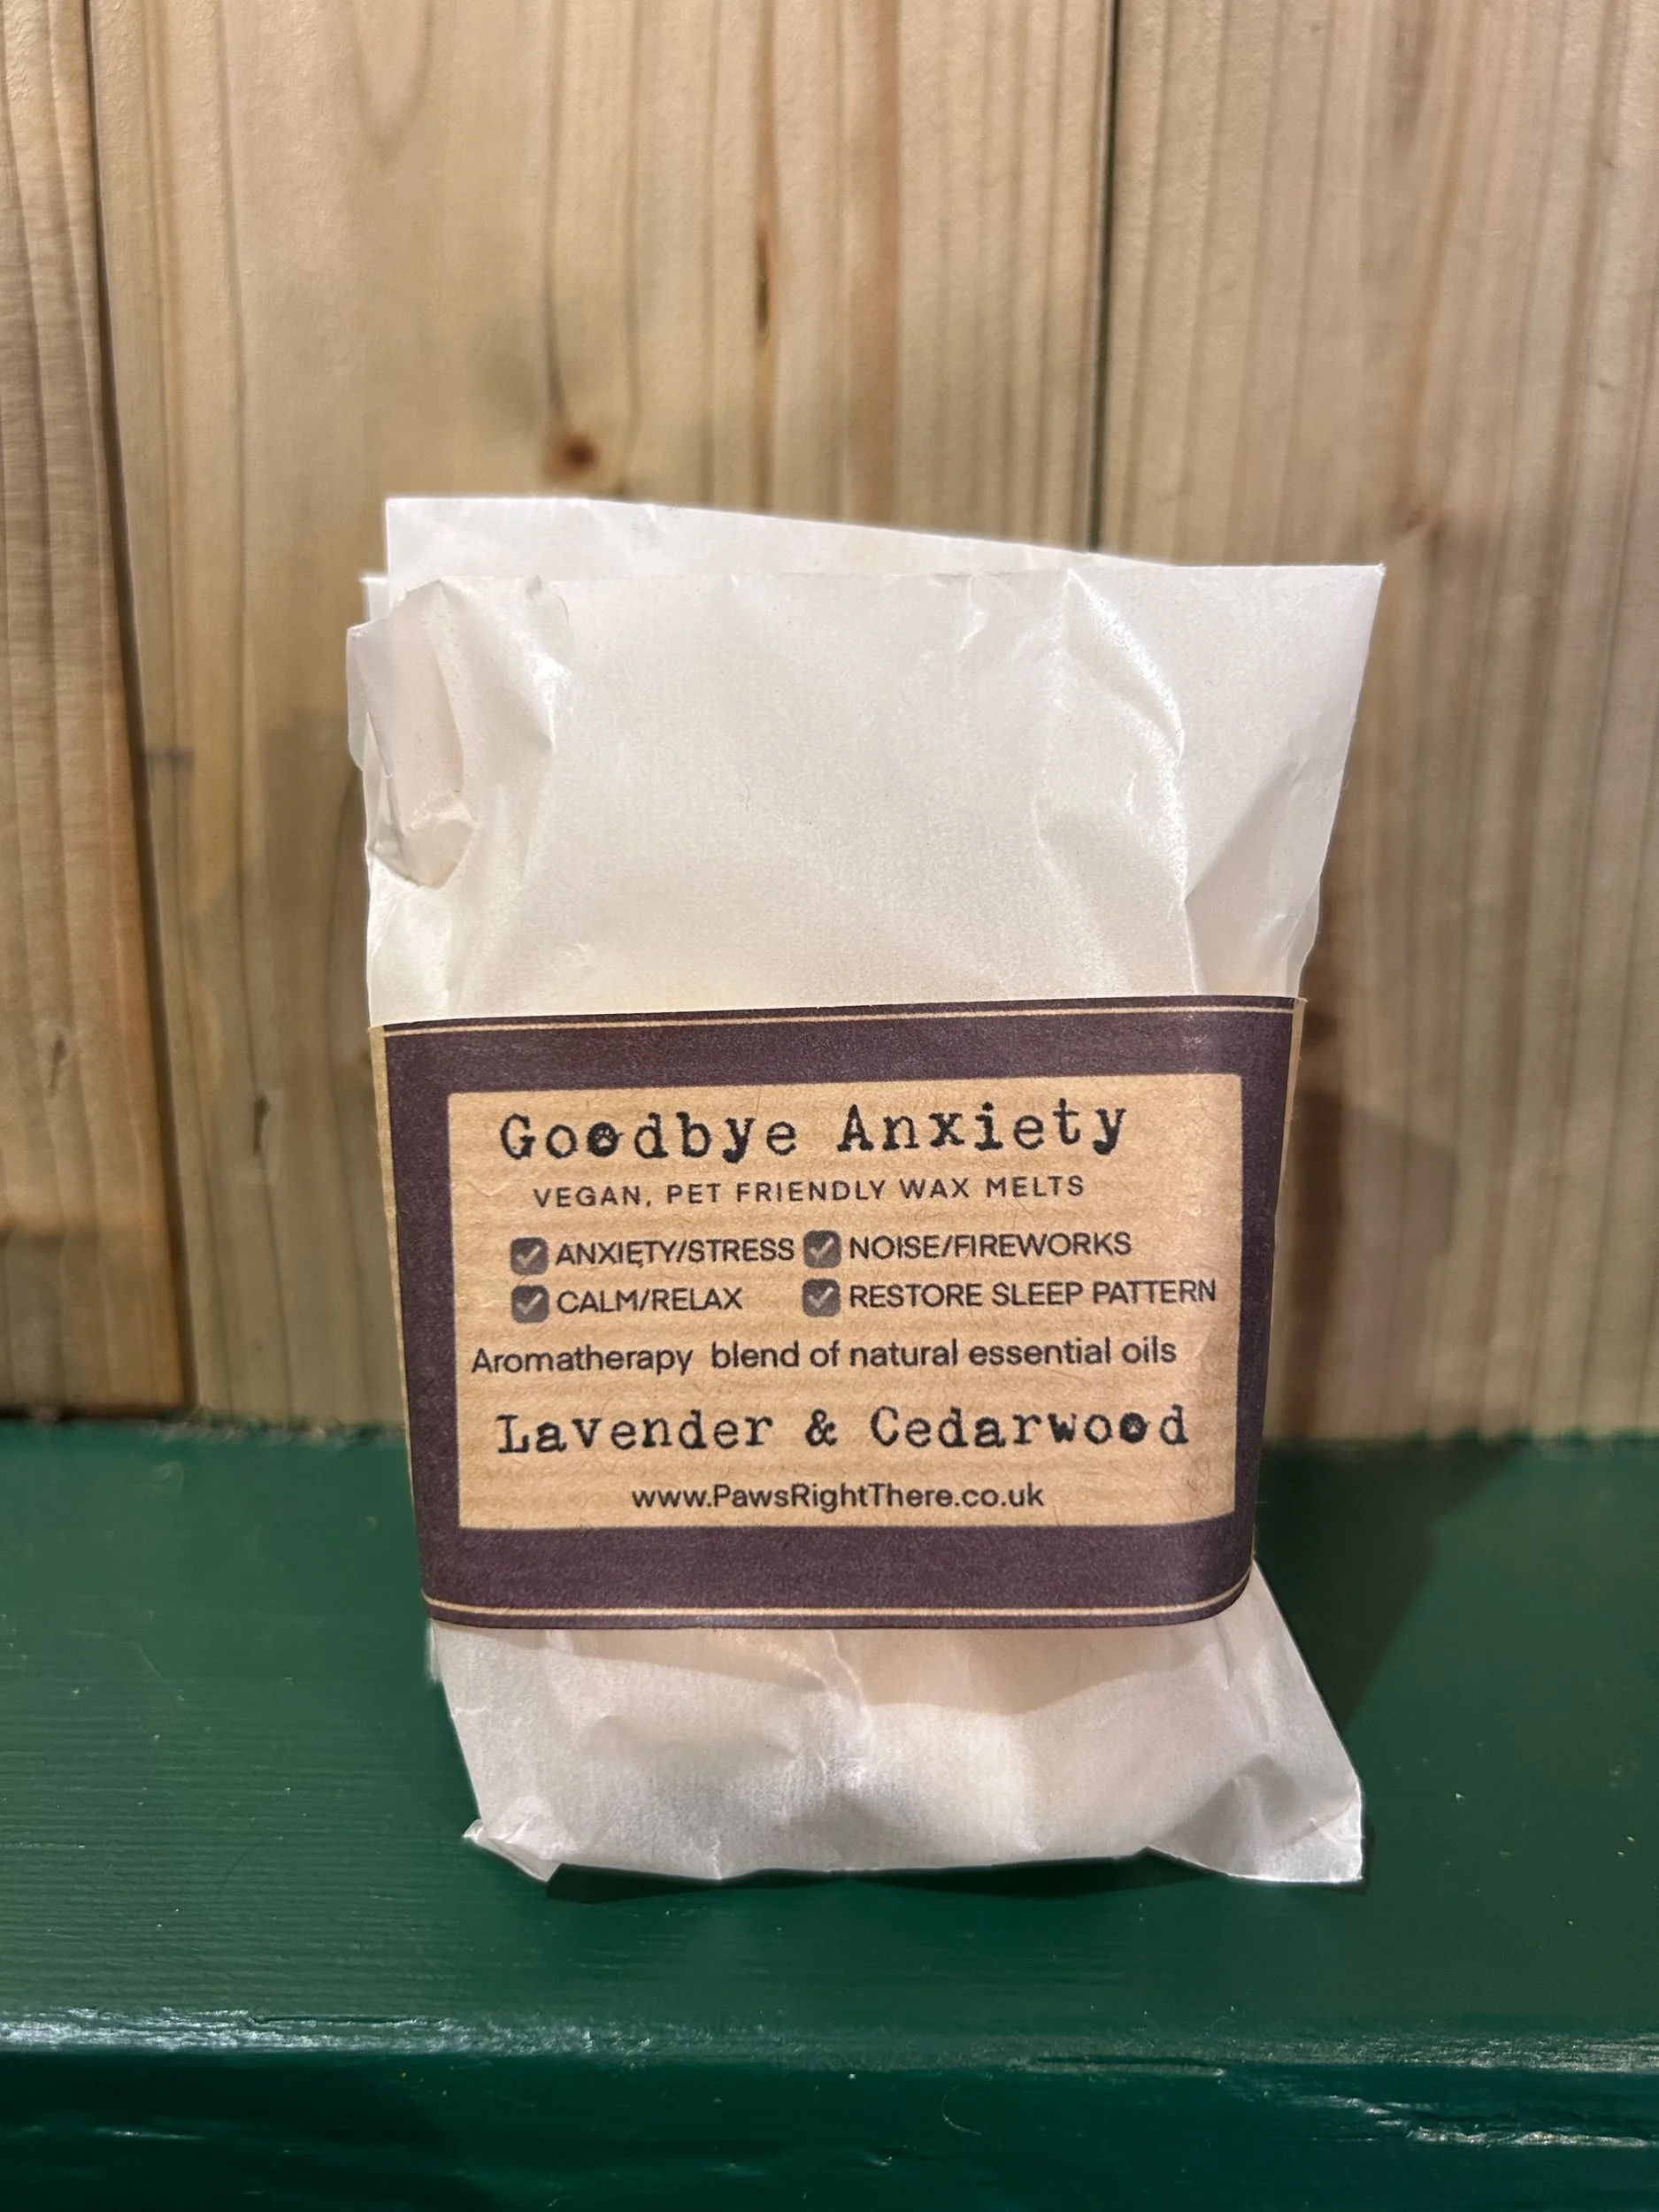 Goodbye Anxiety
VEGAN, PET FRIENDLY WAX MELTS
ANXIETY/STRESS NOISE/FIREWORKS
CALM/RELAX RESTORE SLEEP PATTERN
Aromatherapy blend of natural essential oils
Lavender & Cedarwood
www.PawsRightThere.co.uk